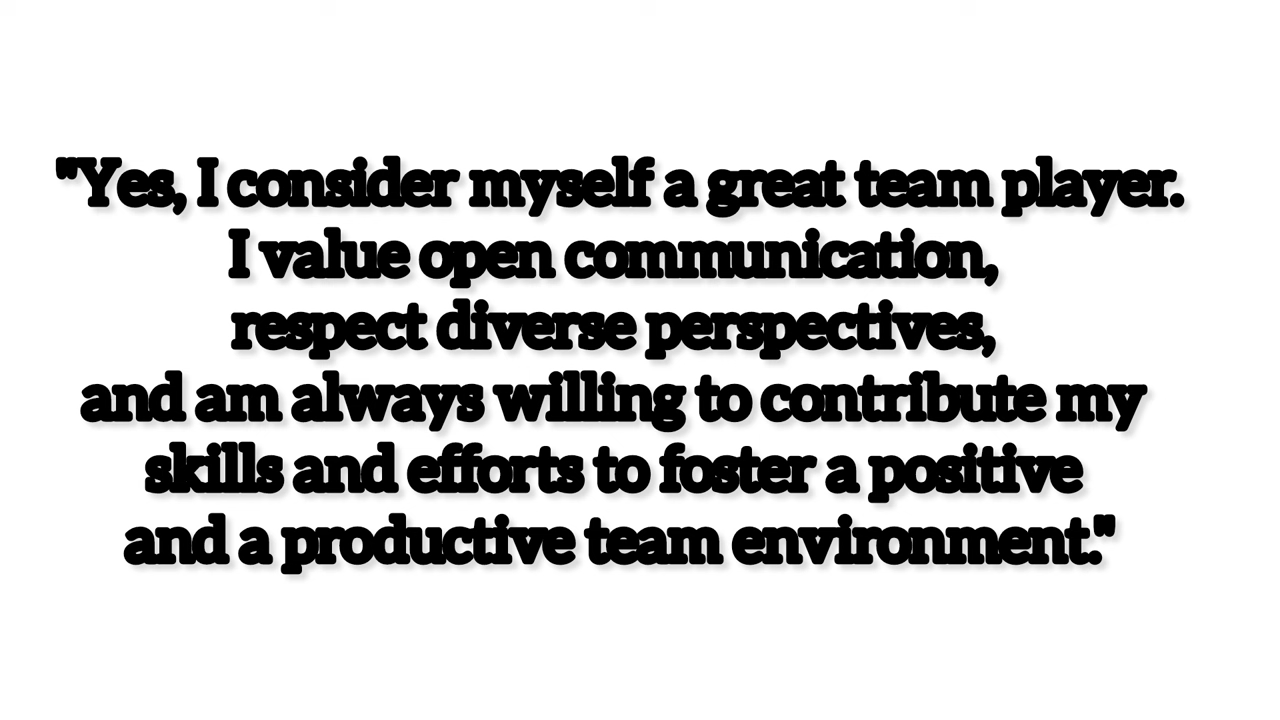 "Yes, I consider myself a great team player.
I value open communication,
respect diverse perspectives,
and am always willing to contribute my
skills and efforts to foster a positive
and a productive team environment."